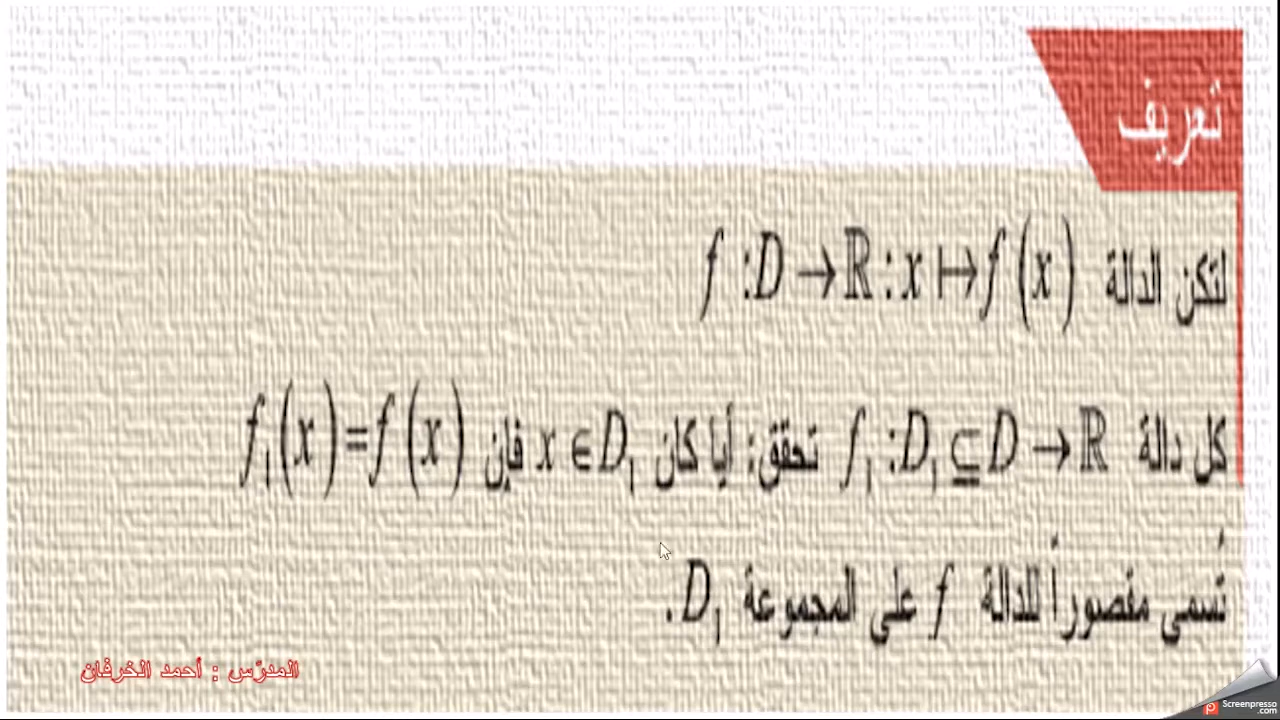 تعريف
لتكن الدالة f :D→ℝ:x↦f (x)
كل دالة f₁:D₁⊆D→ℝ تحقق: أيا كان x∈D₁ فإن f₁(x)=f (x)
تُسمى مقصوراً للدالة f على المجموعة D₁.
المدرّس : أحمد الخرفان
Screenpresso
.com